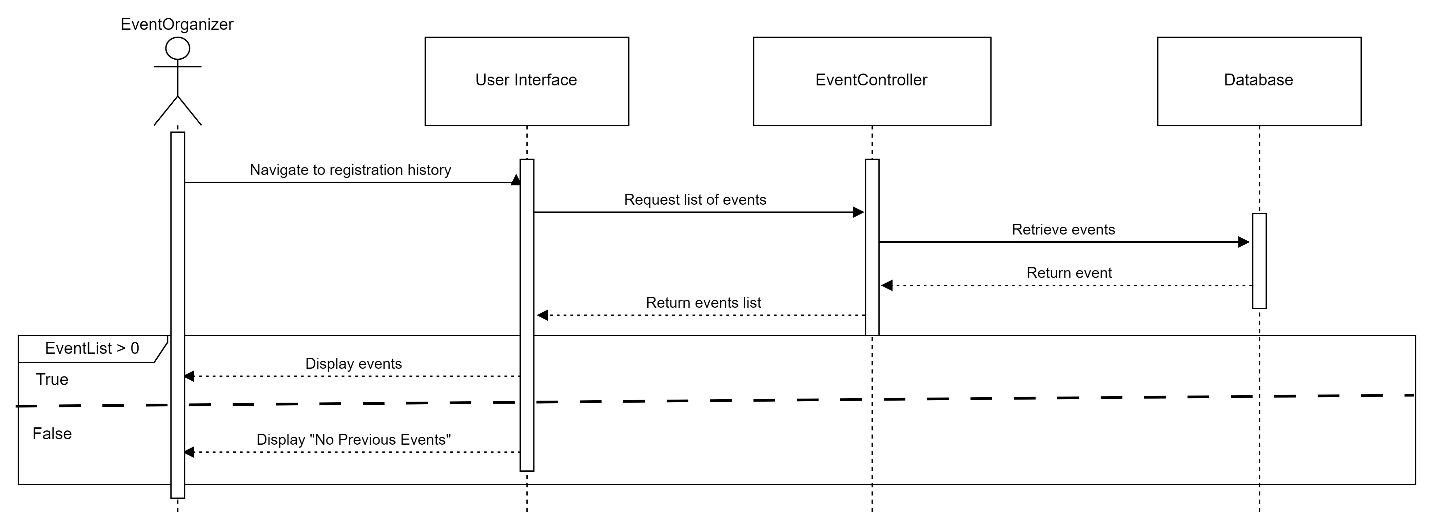 EventOrganizer
User Interface
EventController
Database
Navigate to registration history
Request list of events
Retrieve events
Return event
Return events list
EventList > 0
Display events
True
False
Display "No Previous Events"